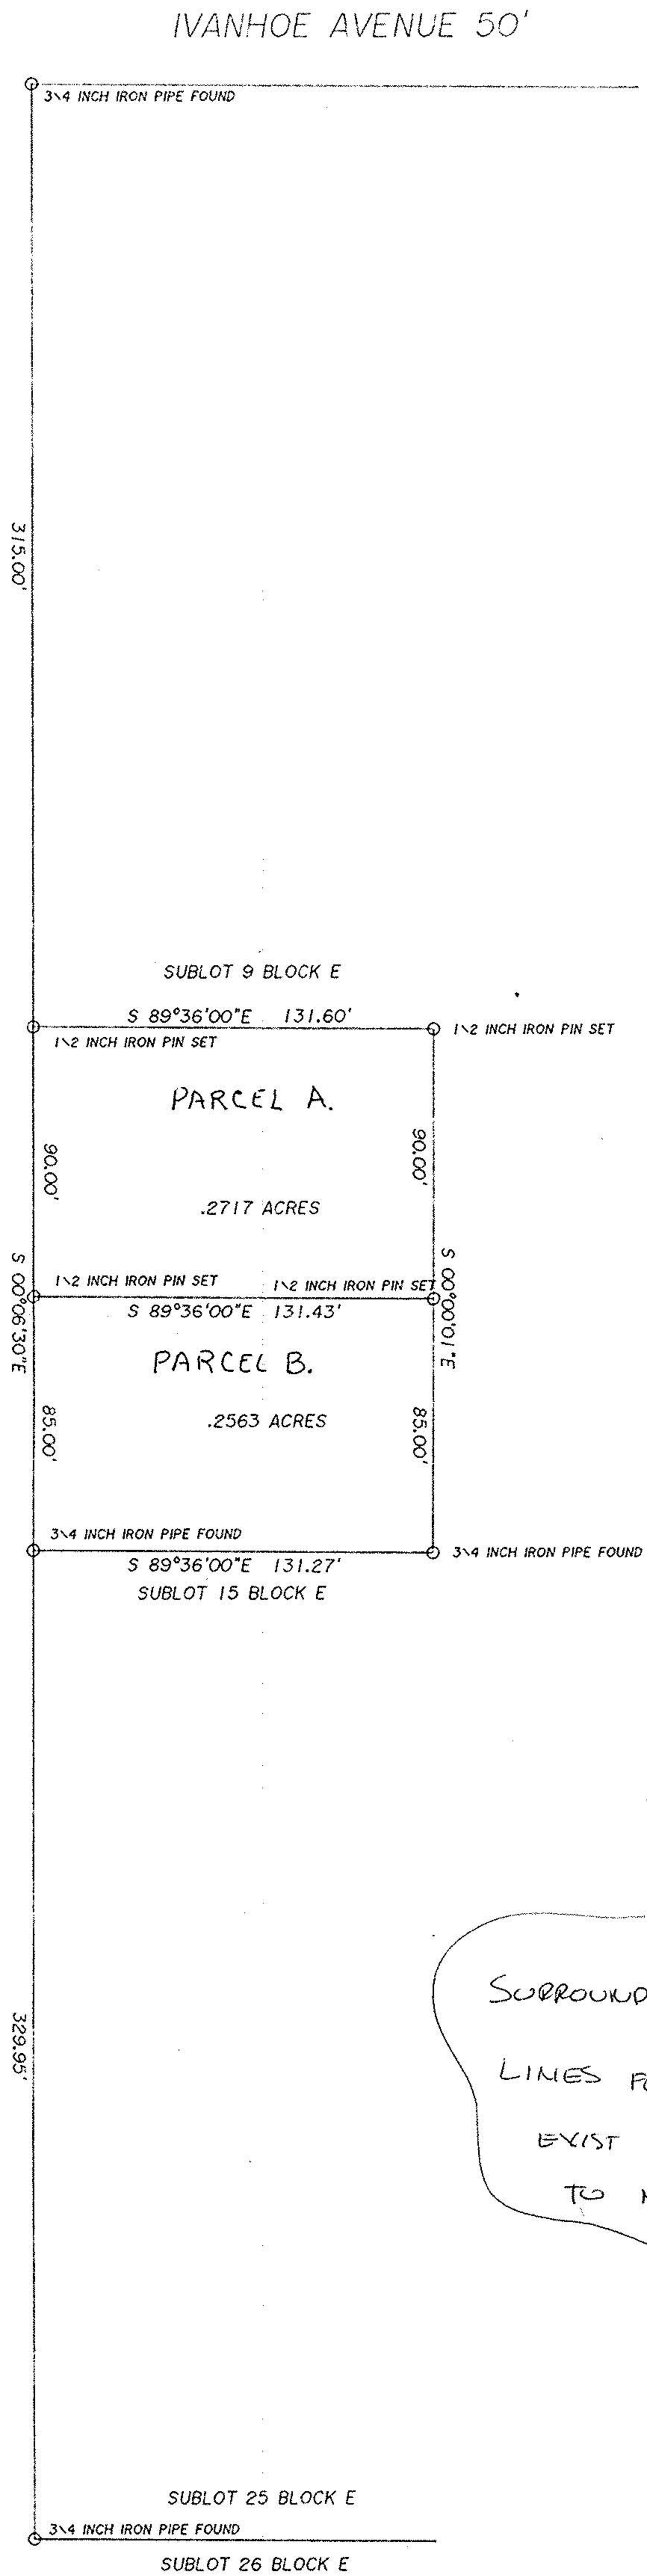 IVANHOE AVENUE 50'
3\4 INCH IRON PIPE FOUND
315.00'
SUBLOT 9 BLOCK E
S 89°36'00"E 131.60'
1\2 INCH IRON PIN SET
1\2 INCH IRON PIN SET
PARCEL A.
90.00'
90.00'
.2717 ACRES
S 00°06'30"E
S 00°00'01"E
1\2 INCH IRON PIN SET
1\2 INCH IRON PIN SET
S 89°36'00"E 131.43'
PARCEL B.
85.00'
85.00'
.2563 ACRES
3\4 INCH IRON PIPE FOUND
3\4 INCH IRON PIPE FOUND
S 89°36'00"E 131.27'
SUBLOT 15 BLOCK E
329.95'
SURROUND
LINES
EXIST
TO
SUBLOT 25 BLOCK E
3\4 INCH IRON PIPE FOUND
SUBLOT 26 BLOCK E